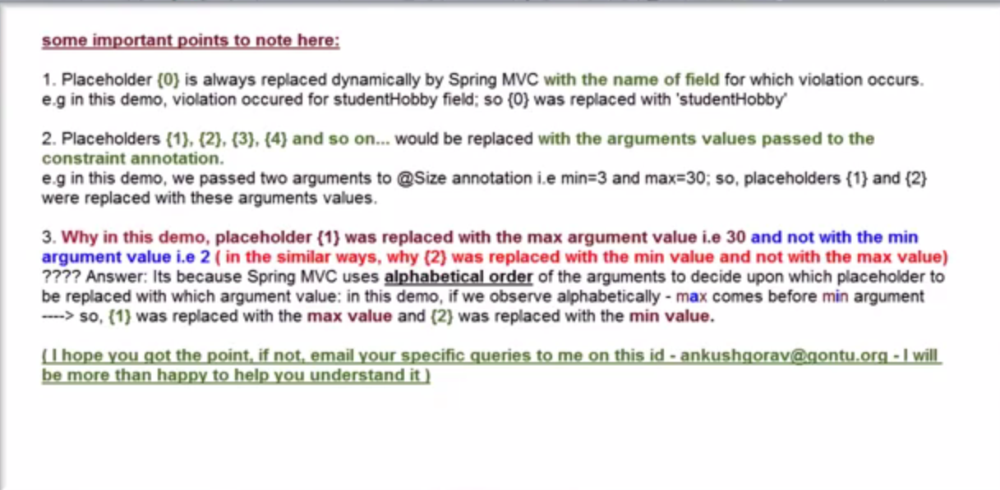 some important points to note here:
1. Placeholder {0} is always replaced dynamically by Spring MVC with the name of field for which violation occurs.
e.g in this demo, violation occured for studentHobby field; so {0} was replaced with 'studentHobby'
2. Placeholders {1}, {2}, {3}, {4} and so on... would be replaced with the arguments values passed to the
constraint annotation.
e.g in this demo, we passed two arguments to @Size annotation i.e min=3 and max=30; so, placeholders {1} and {2}
were replaced with these arguments values.
3. Why in this demo, placeholder {1} was replaced with the max argument value i.e 30 and not with the min
argument value i.e 2 ( in the similar ways, why {2} was replaced with the min value and not with the max value)
???? Answer: Its because Spring MVC uses alphabetical order of the arguments to decide upon which placeholder to
be replaced with which argument value: in this demo, if we observe alphabetically - max comes before min argument
----> so, {1} was replaced with the max value and {2} was replaced with the min value.
( I hope you got the point, if not, email your specific queries to me on this id - ankushgorav@gontu.org - I will
be more than happy to help you understand it )